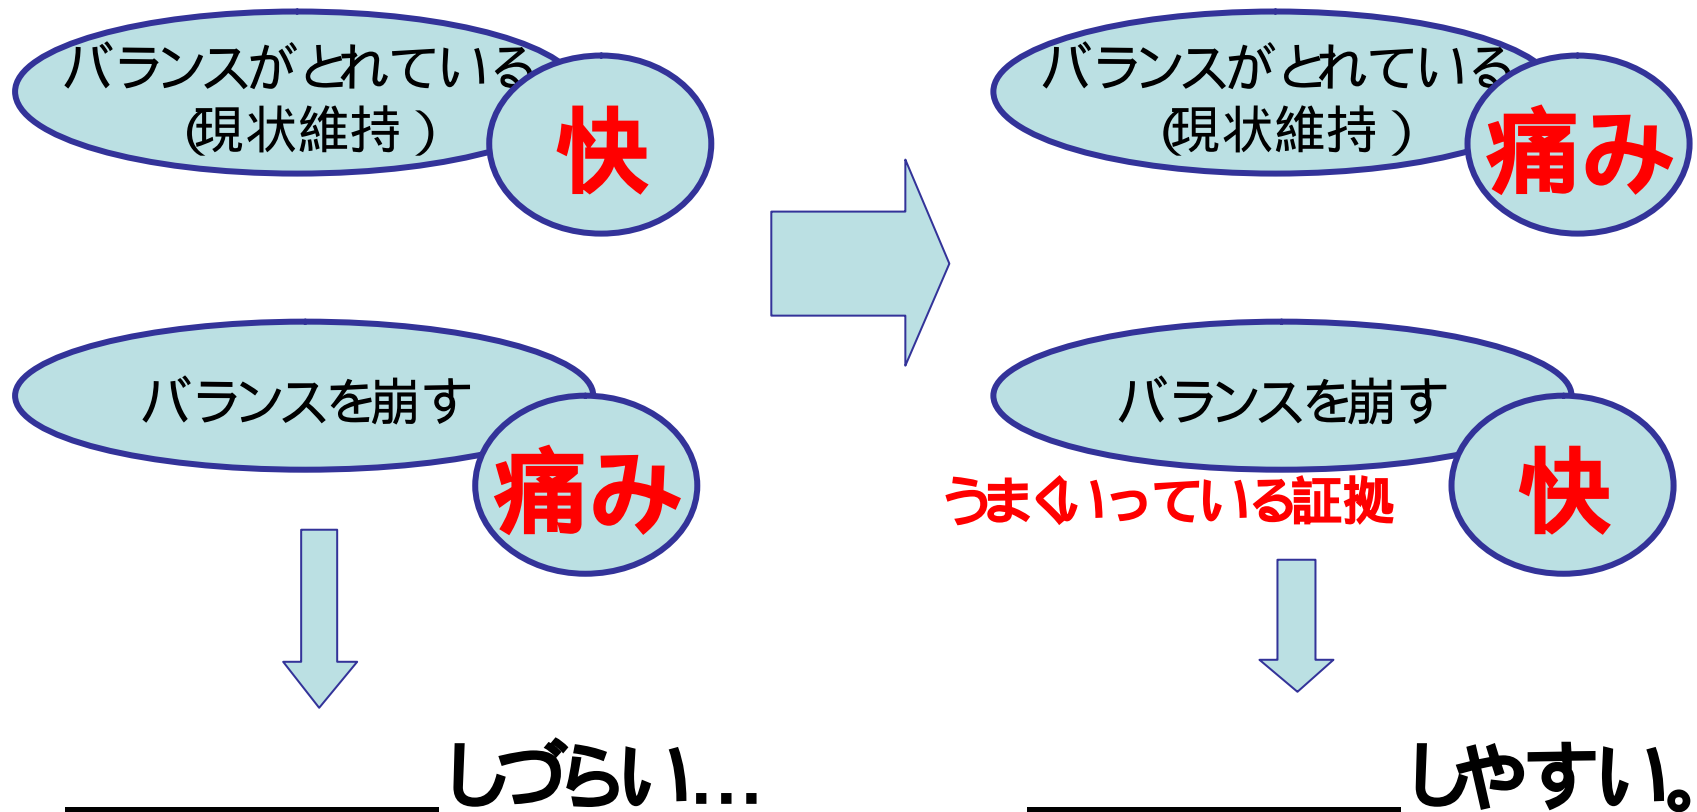 バランスがとれている
(現状維持)
快
バランスを崩す
痛み
しづらい…
バランスがとれている
(現状維持)
痛み
バランスを崩す
うまくいっている証拠
快
しやすい。